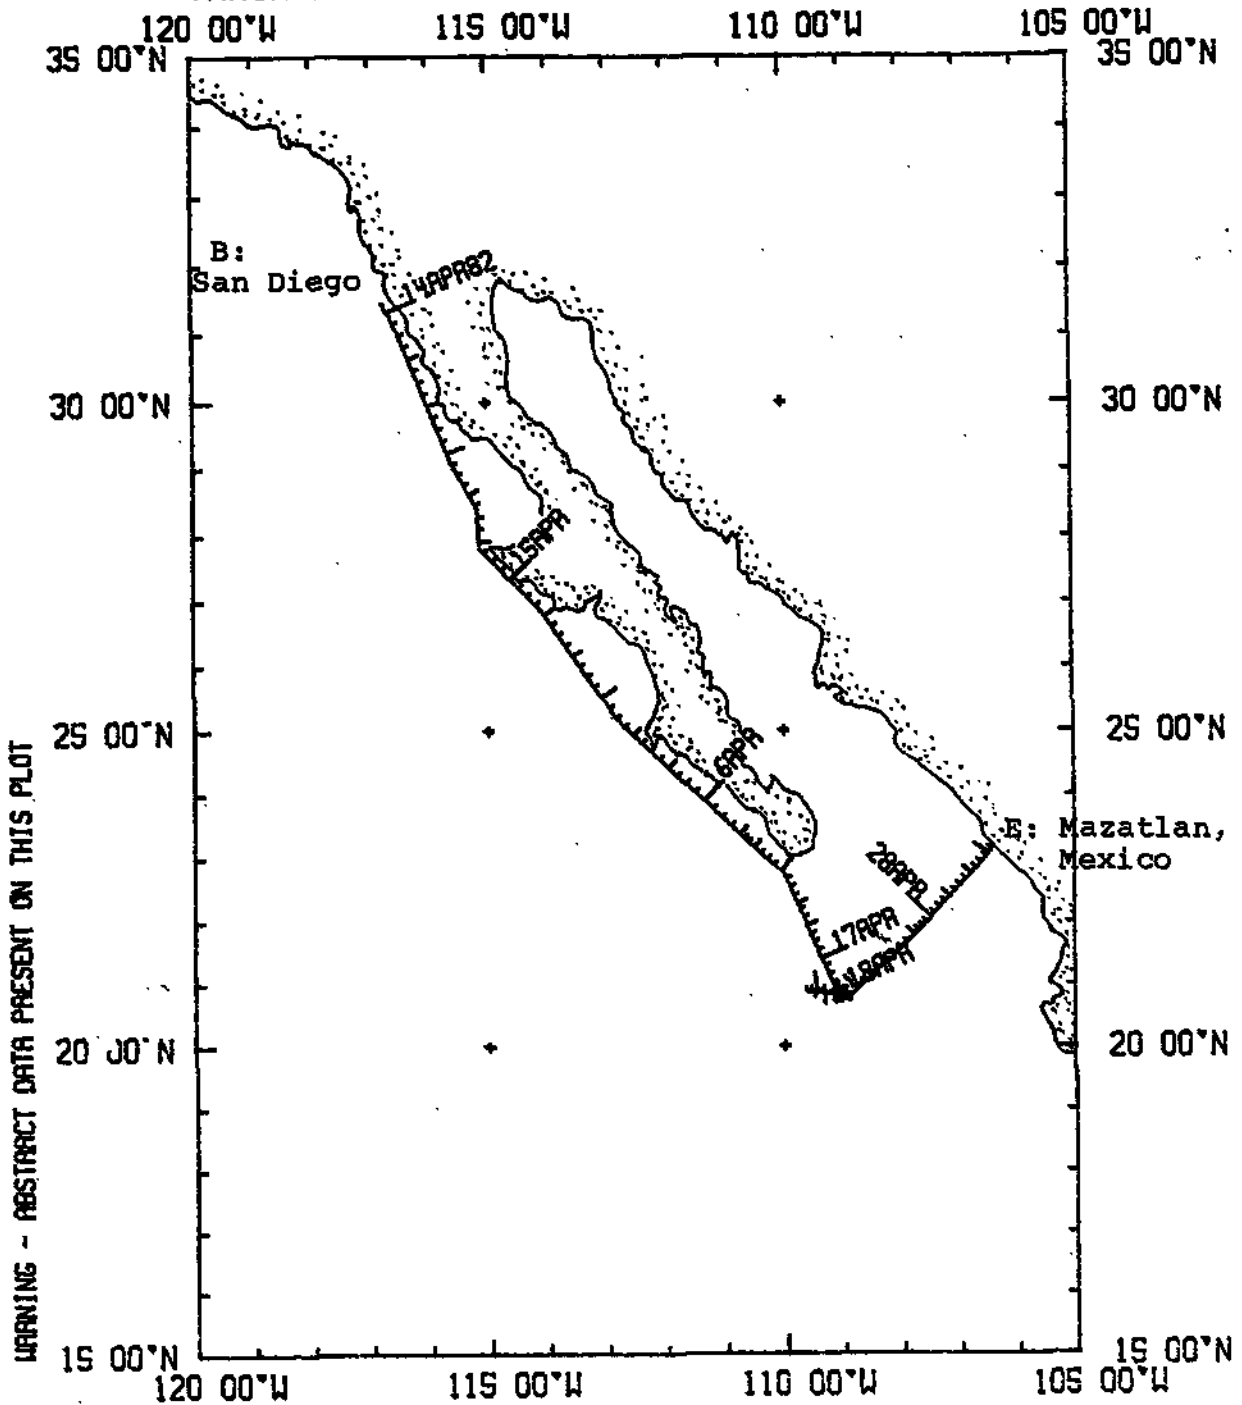 120 00°W 115 00°W 110 00°W 105 00°W
35 00°N 35 00°N
B:
San Diego
14APR82
30 00°N 30 00°N
15APR
25 00°N 25 00°N
6APR
E: Mazatlan,
Mexico
28APR
17APR
18APR
20 00°N 20 00°N
WARNING - ABSTRACT DATA PRESENT ON THIS PLOT
15 00°N 15 00°N
120 00°W 115 00°W 110 00°W 105 00°W